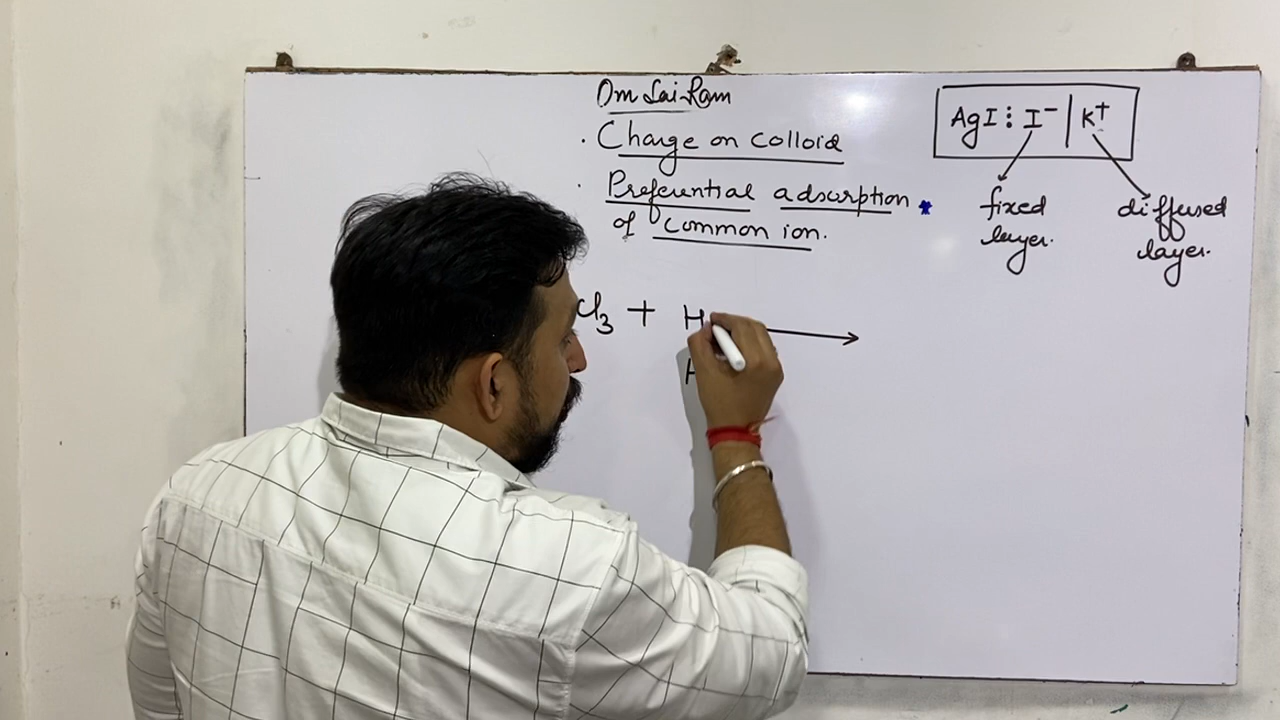 Om Sai Ram
· Charge on colloid
· Preferential adsorption
of common ion.
AgI ⋮ I⁻ | K⁺
fixed layer.
diffused layer.
Cl₃ + H ⟶